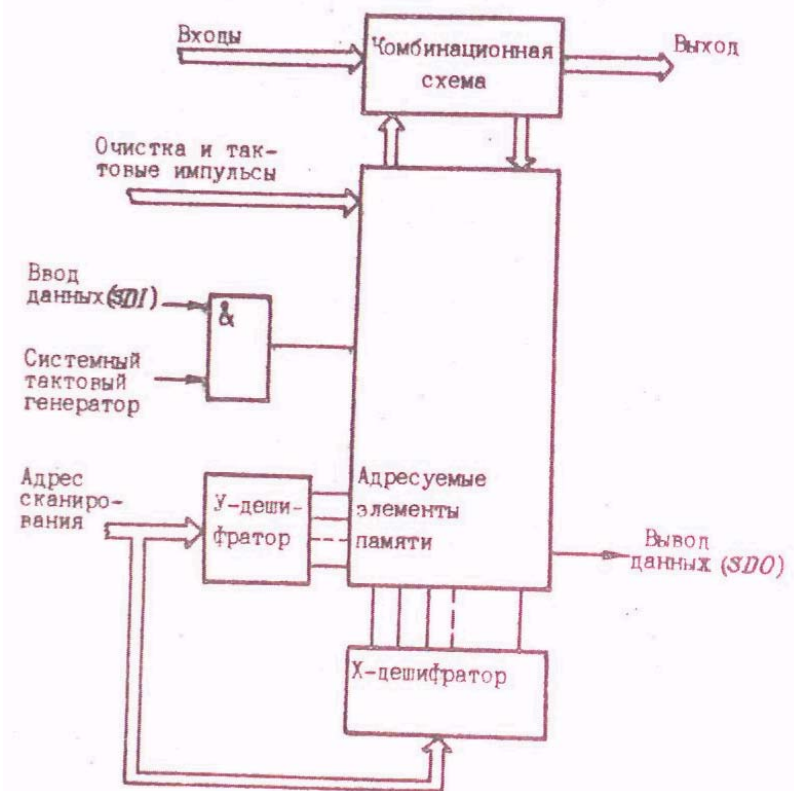 Входы
Чомбинационная
схема
Выход
Очистка и так-
товые импульсы
Ввод
данных(SDI)
&
Системный
тактовый
генератор
Адрес
сканиро-
вания
У-деши-
фратор
Адресуемые
элементы
памяти
Вывод
данных (SDO)
Х-дешифратор